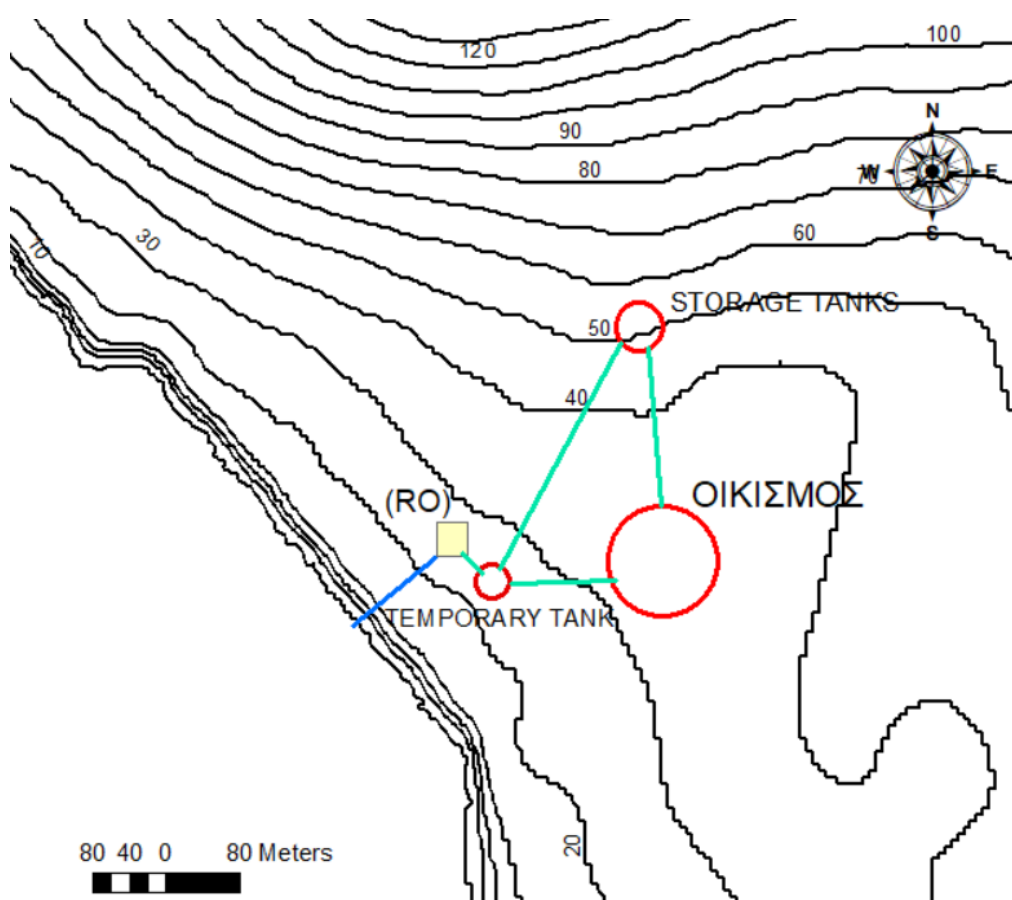 120
100
90
80
N
W
70
E
S
60
10
30
STORAGE TANKS
50
40
ΟΙΚΙΣΜΟΣ
(RO)
TEMPORARY TANK
20
80 40 0 80 Meters